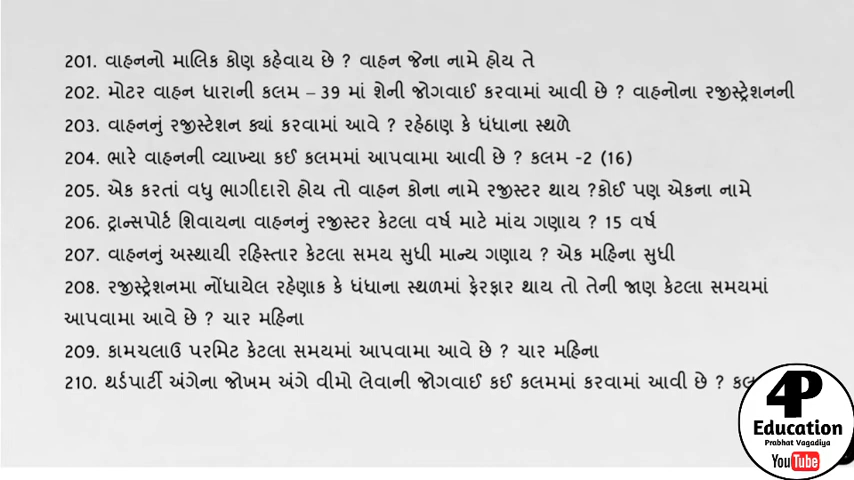 201. વાહનનો માલિક કોણ કહેવાય છે ? વાહન જેના નામે હોય તે
202. મોટર વાહન ધારાની કલમ – 39 માં શેની જોગવાઈ કરવામાં આવી છે ? વાહનોના રજીસ્ટ્રેશનની
203. વાહનનું રજીસ્ટેશન ક્યાં કરવામાં આવે ? રહેઠાણ કે ધંધાના સ્થળે
204. ભારે વાહનની વ્યાખ્યા કઈ કલમમાં આપવામા આવી છે ? કલમ -2 (16)
205. એક કરતાં વધુ ભાગીદારો હોય તો વાહન કોના નામે રજીસ્ટર થાય ?કોઈ પણ એકના નામે
206. ટ્રાન્સપોર્ટ શિવાયના વાહનનું રજીસ્ટર કેટલા વર્ષ માટે માંય ગણાય ? 15 વર્ષ
207. વાહનનું અસ્થાયી રહિસ્તાર કેટલા સમય સુધી માન્ય ગણાય ? એક મહિના સુધી
208. રજીસ્ટ્રેશનમા નોંધાયેલ રહેણાક કે ધંધાના સ્થળમાં ફેરફાર થાય તો તેની જાણ કેટલા સમયમાં
આપવામા આવે છે ? ચાર મહિના
209. કામચલાઉ પરમિટ કેટલા સમયમાં આપવામા આવે છે ? ચાર મહિના
210. થર્ડપાર્ટી અંગેના જોખમ અંગે વીમો લેવાની જોગવાઈ કઈ કલમમાં કરવામાં આવી છે ?
4P
Education
Prabhat Vagadiya
YouTube